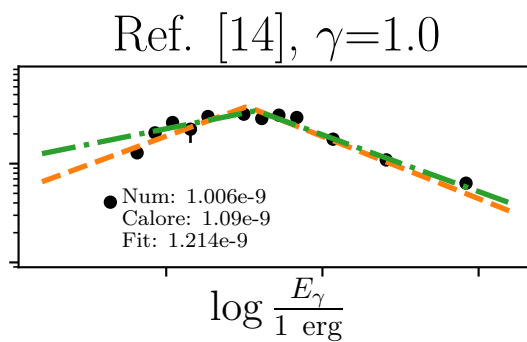 Ref. [14], γ=1.0
Num: 1.006e-9
Calore: 1.09e-9
Fit: 1.214e-9
log E_γ / 1 erg